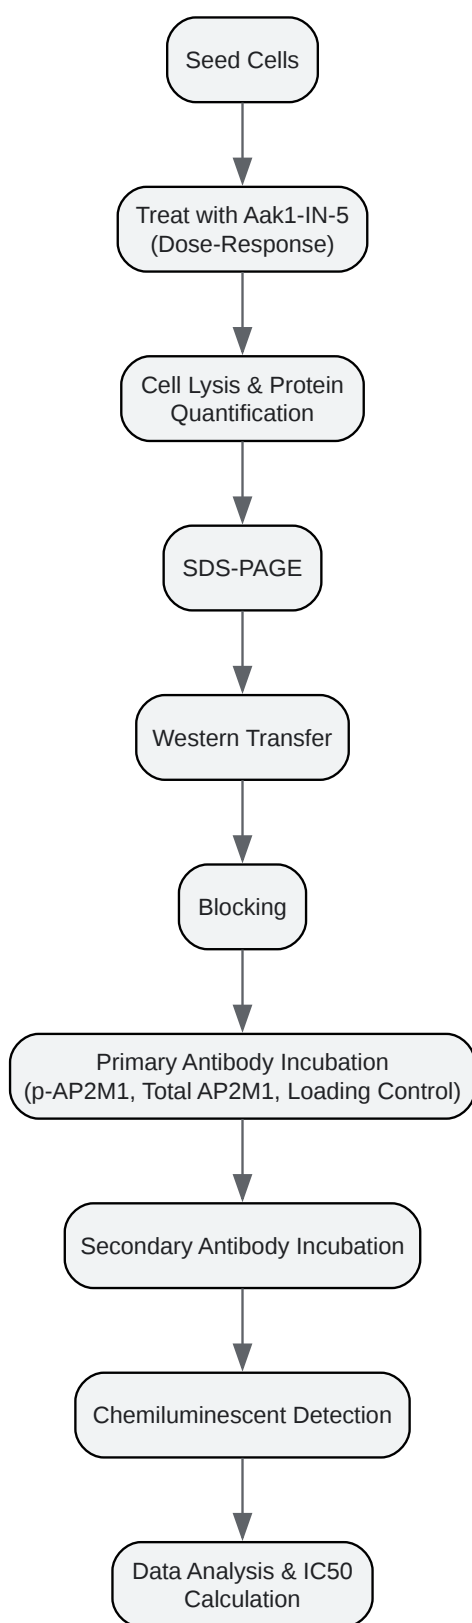 Seed Cells
Treat with Aak1-IN-5
(Dose-Response)
Cell Lysis & Protein
Quantification
SDS-PAGE
Western Transfer
Blocking
Primary Antibody Incubation
(p-AP2M1, Total AP2M1, Loading Control)
Secondary Antibody Incubation
Chemiluminescent Detection
Data Analysis & IC50
Calculation